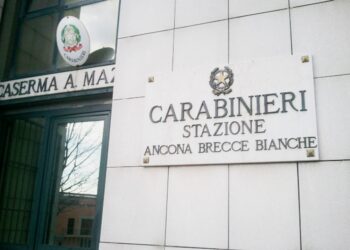 CASERMA A. MA
CARABINIERI
STAZIONE
ANCONA BRECCE BIANCHE